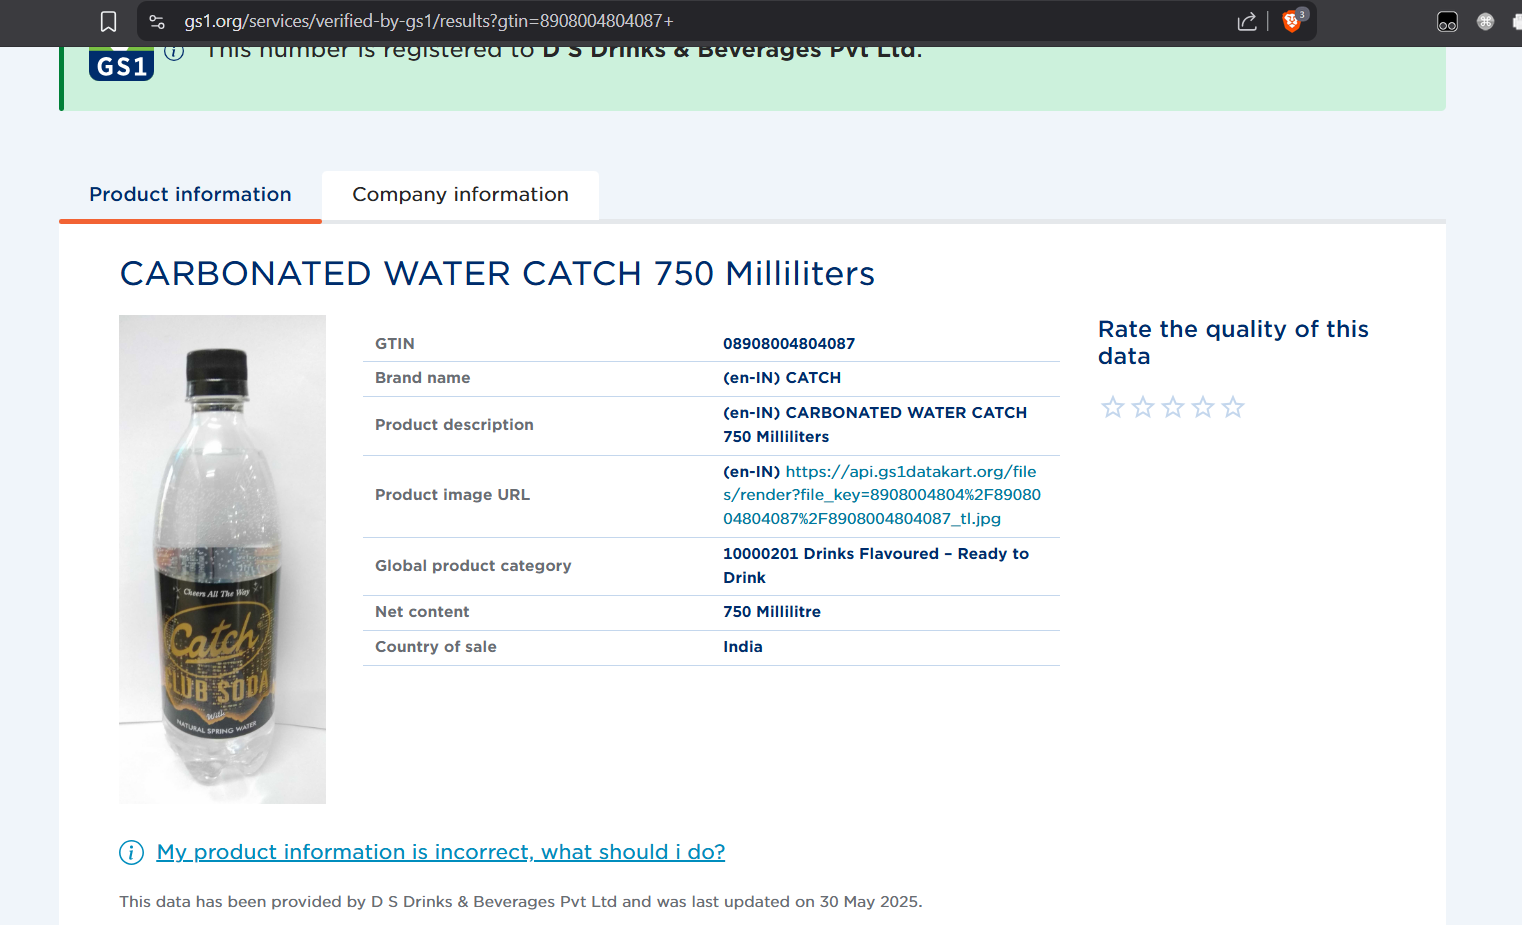 gs1.org/services/verified-by-gs1/results?gtin=8908004804087+
3
GS1
This number is registered to D S Drinks & Beverages Pvt Ltd.
Product information
Company information
CARBONATED WATER CATCH 750 Milliliters
Cheers All The Way
Catch
CLUB SODA
With
NATURAL SPRING WATER
GTIN 08908004804087
Brand name (en-IN) CATCH
Product description (en-IN) CARBONATED WATER CATCH
750 Milliliters
Product image URL (en-IN) https://api.gs1datakart.org/file
s/render?file_key=8908004804%2F89080
04804087%2F8908004804087_tl.jpg
Global product category 10000201 Drinks Flavoured – Ready to
Drink
Net content 750 Millilitre
Country of sale India
Rate the quality of this
data
My product information is incorrect, what should i do?
This data has been provided by D S Drinks & Beverages Pvt Ltd and was last updated on 30 May 2025.